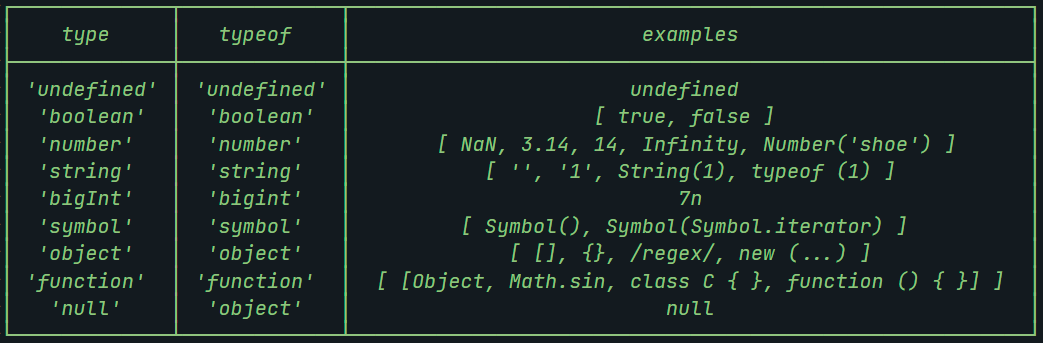 type typeof examples
'undefined' 'undefined' undefined
'boolean' 'boolean' [ true, false ]
'number' 'number' [ NaN, 3.14, 14, Infinity, Number('shoe') ]
'string' 'string' [ '', '1', String(1), typeof (1) ]
'bigInt' 'bigint' 7n
'symbol' 'symbol' [ Symbol(), Symbol(Symbol.iterator) ]
'object' 'object' [ [], {}, /regex/, new (...) ]
'function' 'function' [ [Object, Math.sin, class C { }, function () { }] ]
'null' 'object' null